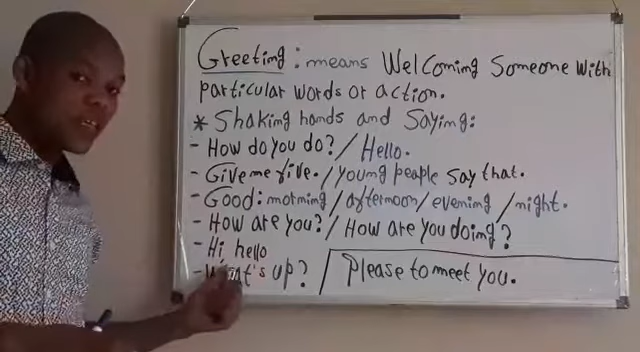 Greeting: means Welcoming Someone With
particular words or action.
* Shaking hands and Saying:
- How do you do? / Hello.
- Give me five. / young people say that.
- Good: morning / afternoon / evening / night.
- How are you? / How are you doing?
- Hi, hello
- What's up? / Please to meet you.